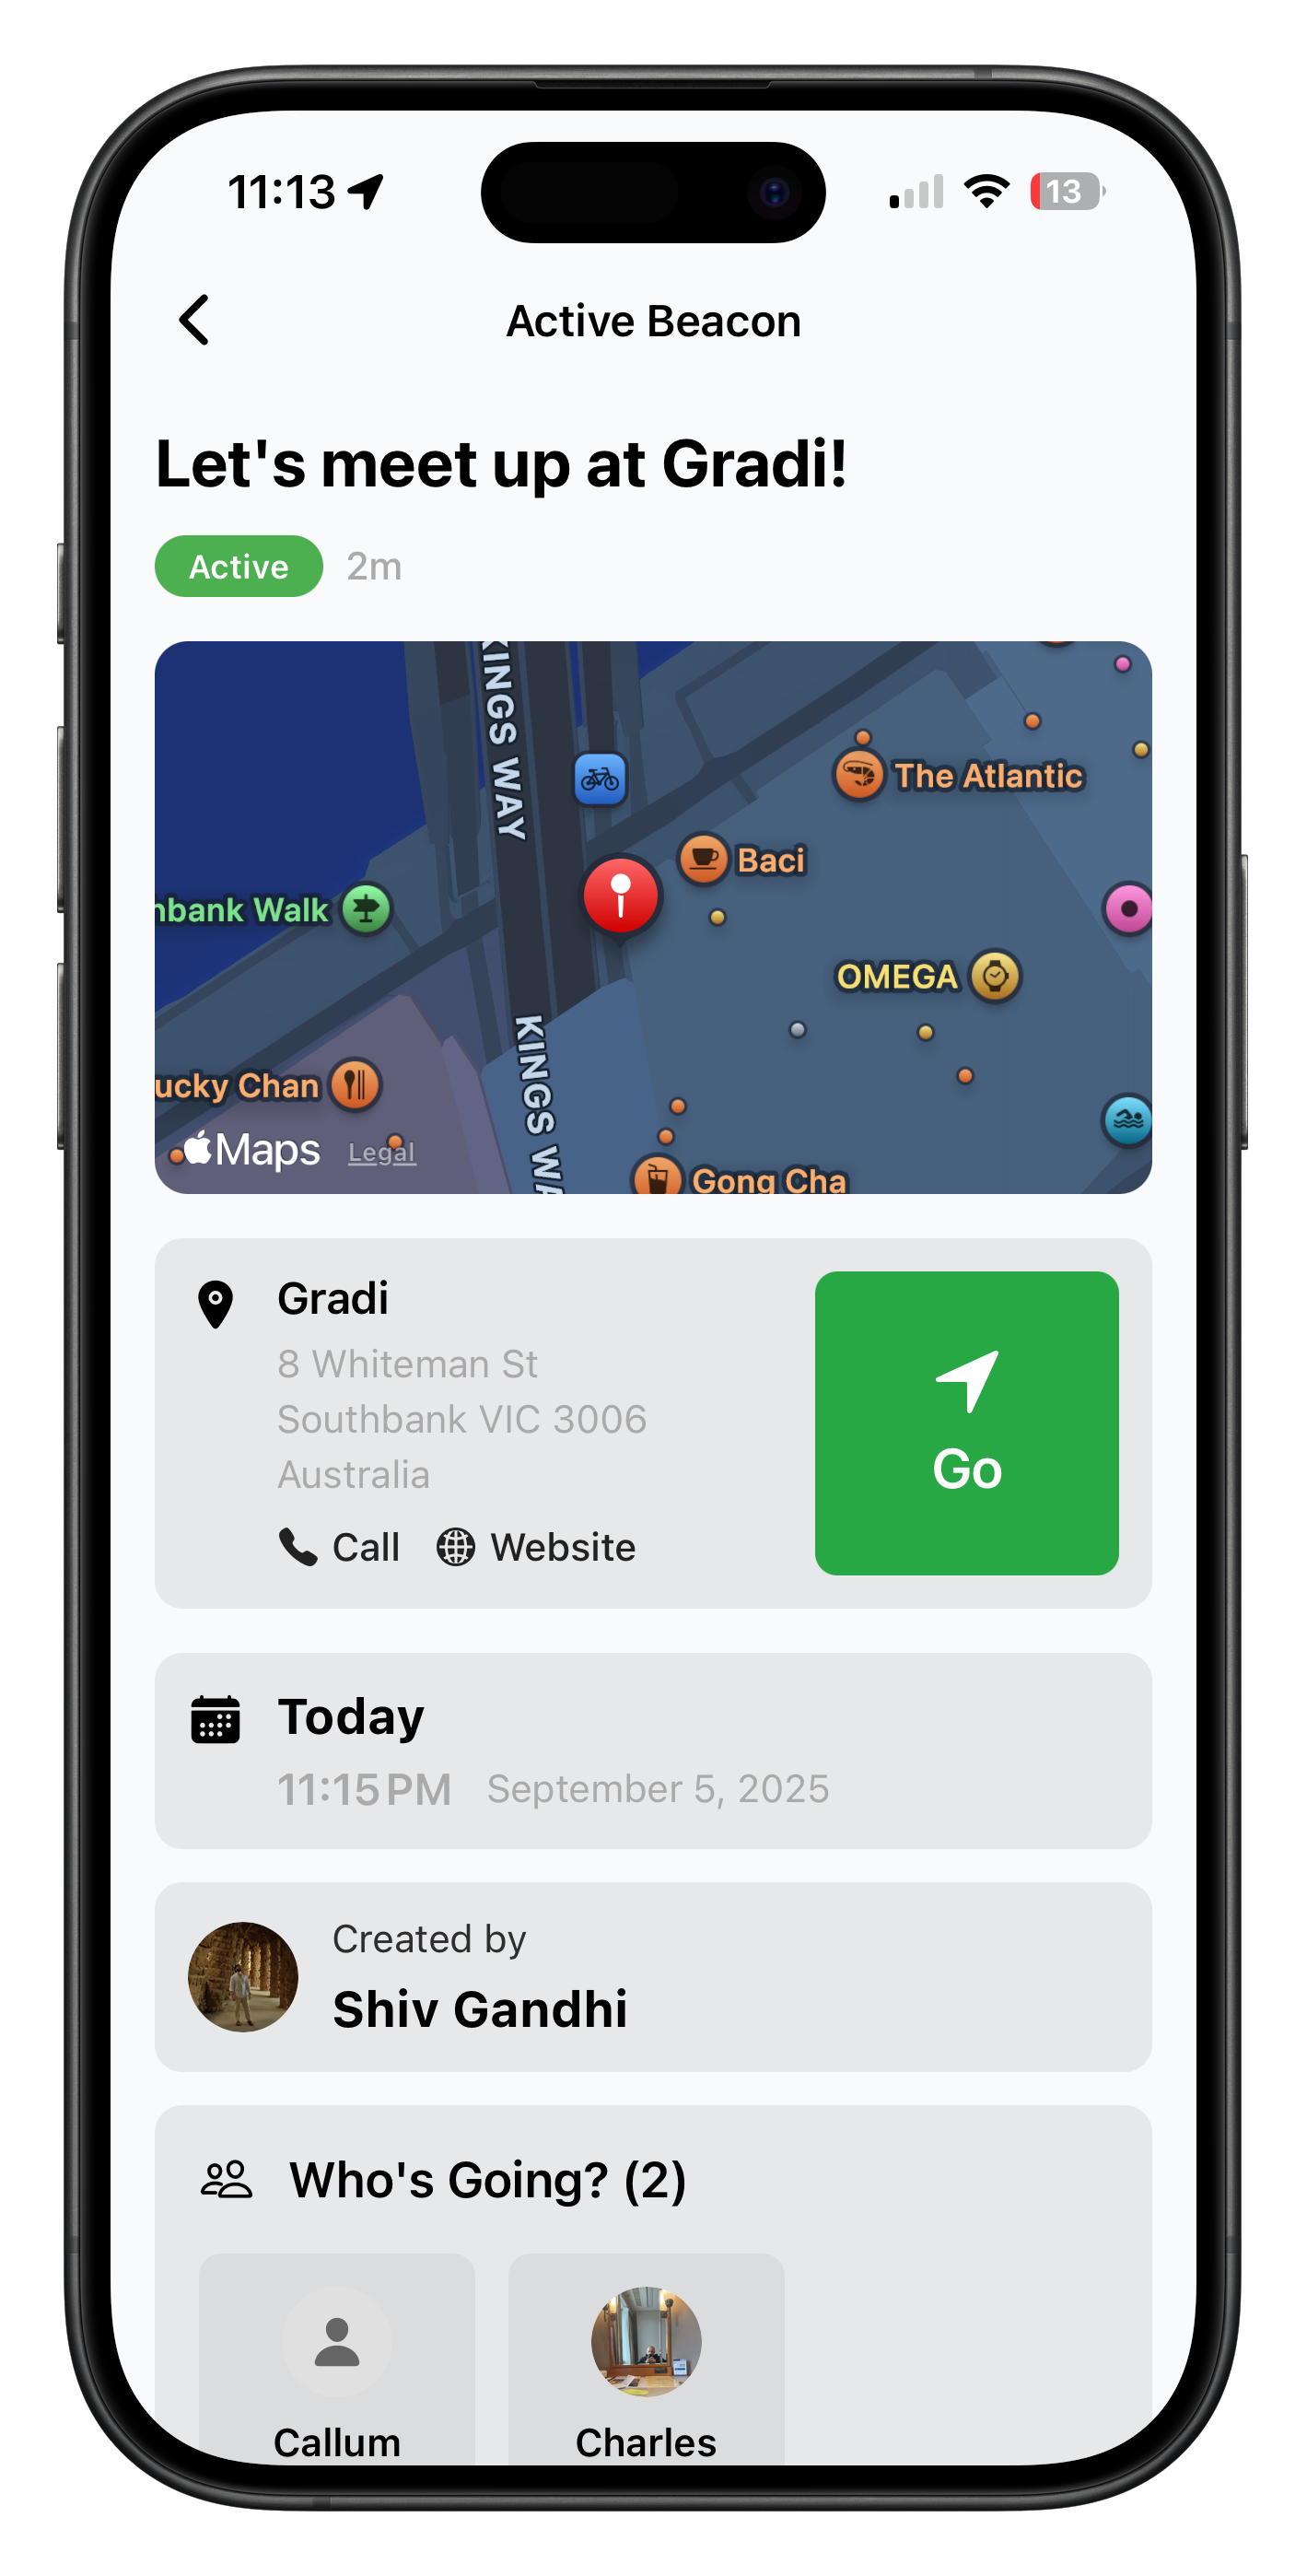 11:13
13
Active Beacon
Let's meet up at Gradi!
Active 2m
KINGS WAY
The Atlantic
Baci
nbank Walk
OMEGA
KINGS WA
ucky Chan
Maps Legal
Gong Cha
Gradi
8 Whiteman St
Southbank VIC 3006
Australia
Call Website
Go
Today
11:15 PM September 5, 2025
Created by
Shiv Gandhi
Who's Going? (2)
Callum Charles